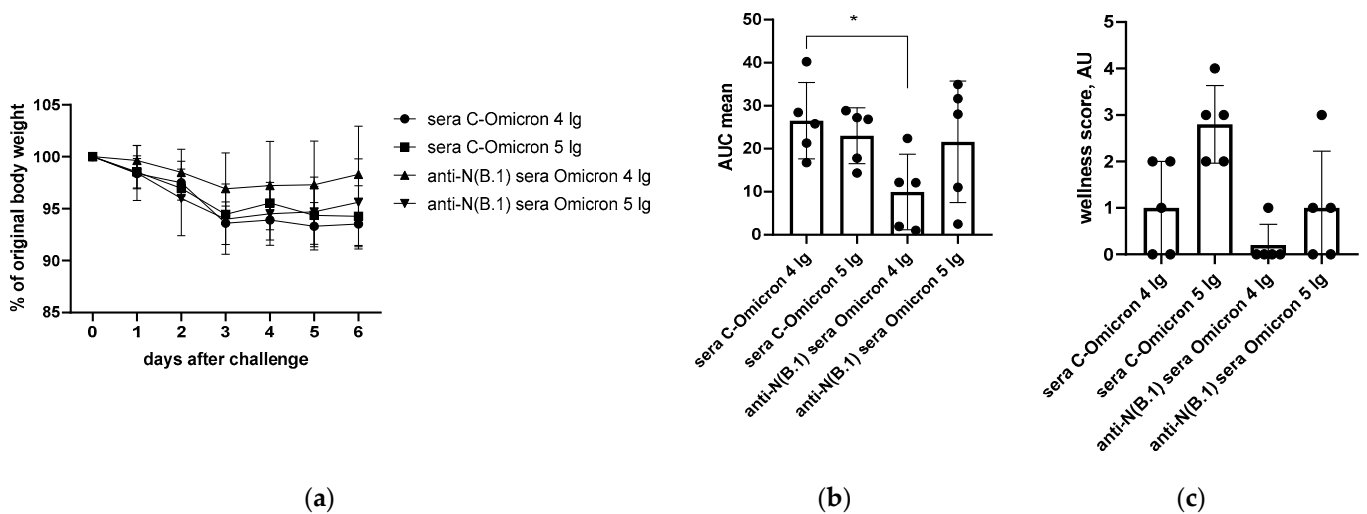 105
100
95
90
85
% of original body weight
0 1 2 3 4 5 6
days after challenge
sera C-Omicron 4 lg
sera C-Omicron 5 lg
anti-N(B.1) sera Omicron 4 lg
anti-N(B.1) sera Omicron 5 lg
(a)
50
40
30
20
10
0
AUC mean
*
sera C-Omicron 4 lg
sera C-Omicron 5 lg
anti-N(B.1) sera Omicron 4 lg
anti-N(B.1) sera Omicron 5 lg
(b)
5
4
3
2
1
0
wellness score, AU
sera C-Omicron 4 lg
sera C-Omicron 5 lg
anti-N(B.1) sera Omicron 4 lg
anti-N(B.1) sera Omicron 5 lg
(c)